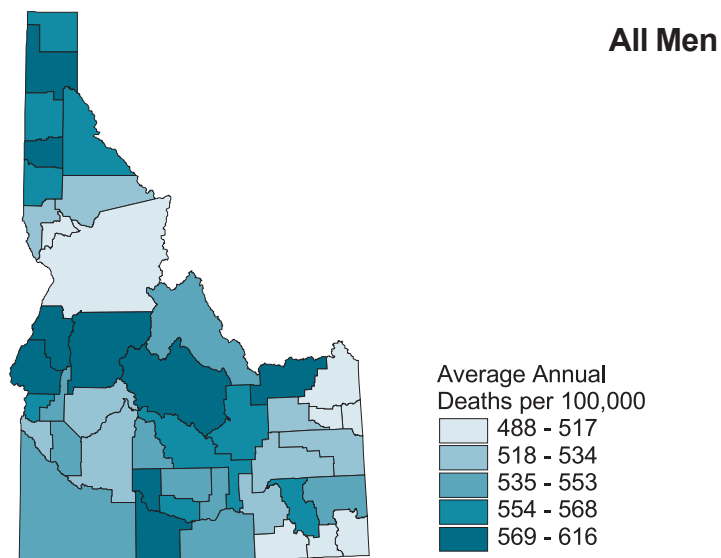 All Men
Average Annual
Deaths per 100,000
488 - 517
518 - 534
535 - 553
554 - 568
569 - 616